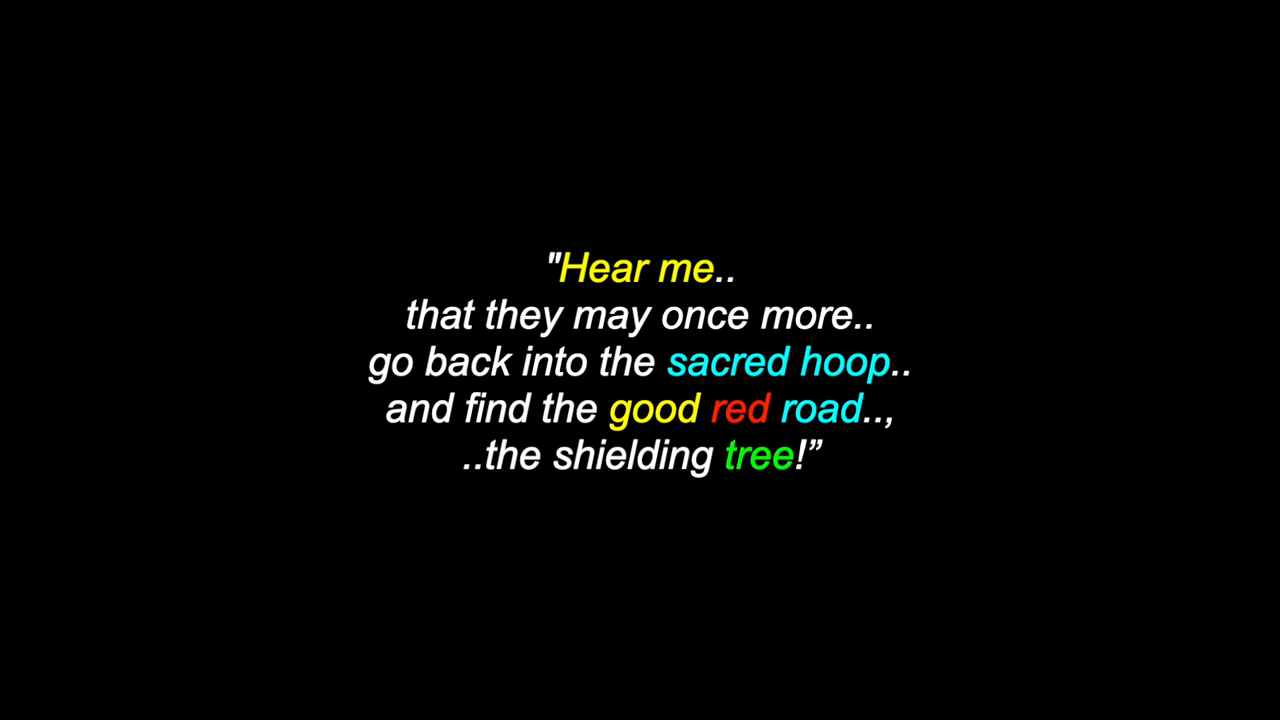 "Hear me..
that they may once more..
go back into the sacred hoop..
and find the good red road..,
..the shielding tree!”